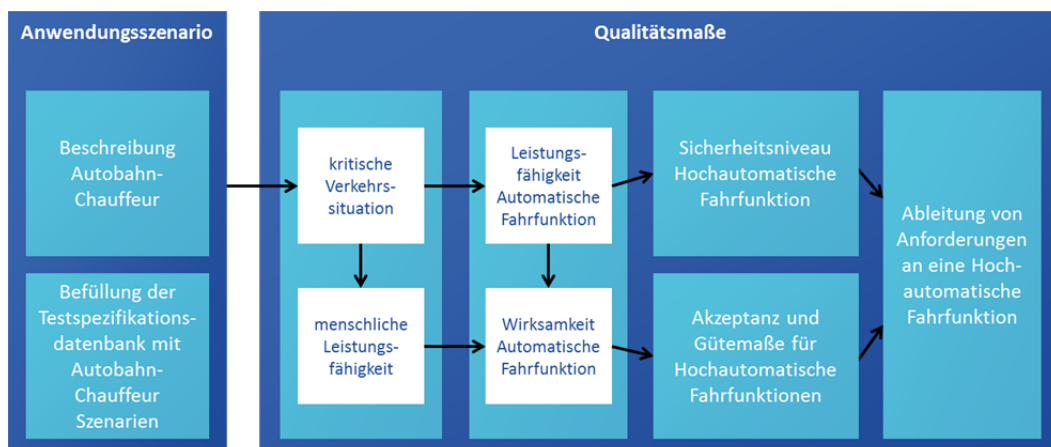 Anwendungsszenario
Beschreibung
Autobahn-
Chauffeur
Befüllung der
Testspezifikations-
datenbank mit
Autobahn-
Chauffeur
Szenarien
Qualitätsmaße
kritische
Verkehrs-
situation
menschliche
Leistungs-
fähigkeit
Leistungs-
fähigkeit
Automatische
Fahrfunktion
Wirksamkeit
Automatische
Fahrfunktion
Sicherheitsniveau
Hochautomatische
Fahrfunktion
Akzeptanz und
Gütemaße für
Hochautomatische
Fahrfunktionen
Ableitung von
Anforderungen
an eine Hoch-
automatische
Fahrfunktion